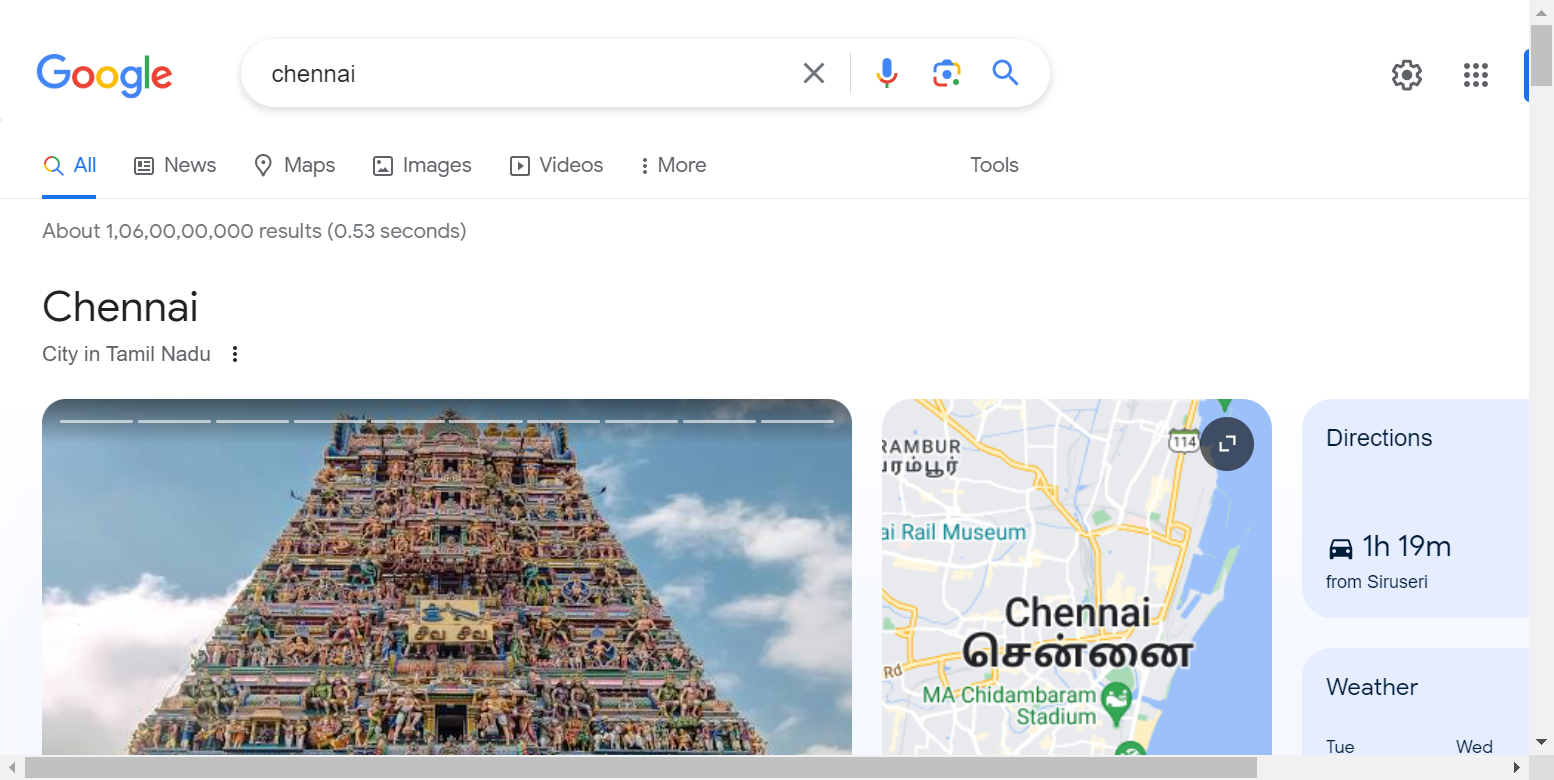 Google
chennai
All News Maps Images Videos More Tools
About 1,06,00,00,000 results (0.53 seconds)
Chennai
City in Tamil Nadu
சிவ சிவ
114
RAMBUR
ai Rail Museum
Chennai
சென்னை
Rd
MA Chidambaram
Stadium
Directions
1h 19m
from Siruseri
Weather
Tue Wed